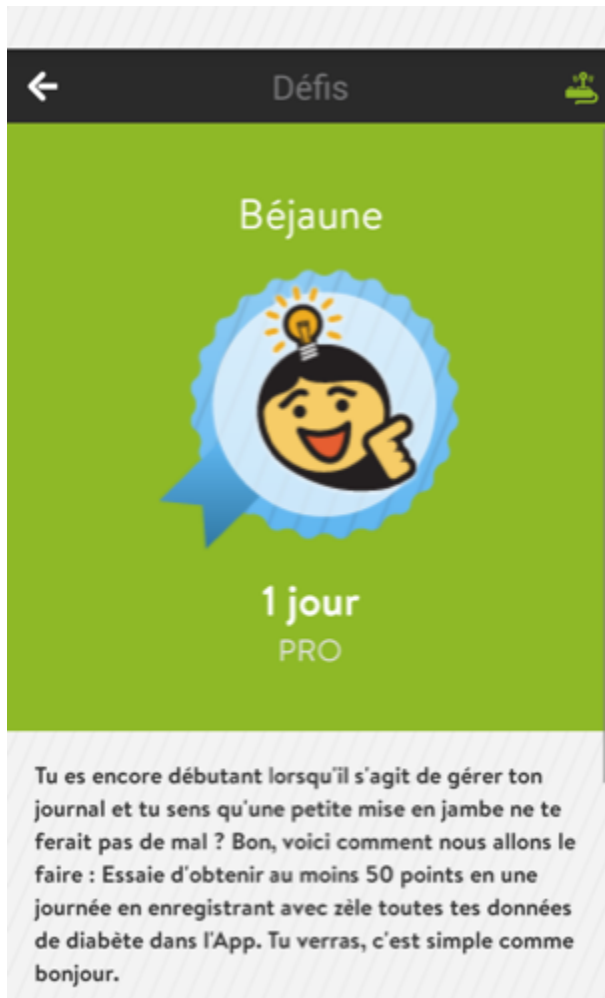 Défis
Béjaune
1 jour
PRO
Tu es encore débutant lorsqu'il s'agit de gérer ton
journal et tu sens qu'une petite mise en jambe ne te
ferait pas de mal ? Bon, voici comment nous allons le
faire : Essaie d'obtenir au moins 50 points en une
journée en enregistrant avec zèle toutes tes données
de diabète dans l'App. Tu verras, c'est simple comme
bonjour.